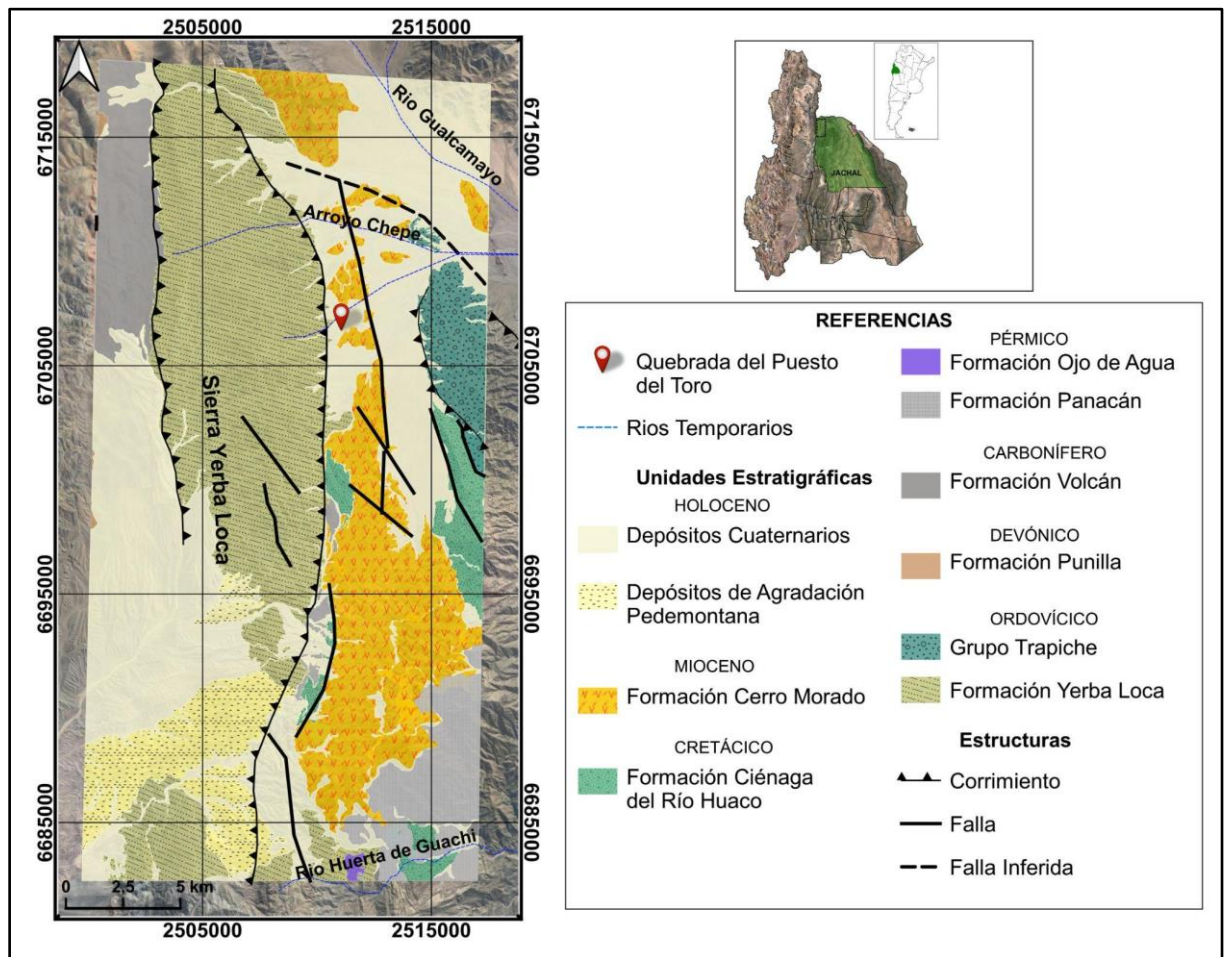 2505000
2515000
6715000
6715000
Rio Gualcamayo
Arroyo Chepe
6705000
6705000
Sierra Yerba Loca
6695000
6695000
6685000
6685000
Río Huerta de Guachi
0
2,5
5 km
2505000
2515000
JACHAL
REFERENCIAS
Quebrada del Puesto
del Toro
Rios Temporarios
Unidades Estratigráficas
HOLOCENO
Depósitos Cuaternarios
Depósitos de Agradación
Pedemontana
MIOCENO
Formación Cerro Morado
CRETÁCICO
Formación Ciénaga
del Río Huaco
PÉRMICO
Formación Ojo de Agua
Formación Panacán
CARBONÍFERO
Formación Volcán
DEVÓNICO
Formación Punilla
ORDOVÍCICO
Grupo Trapiche
Formación Yerba Loca
Estructuras
Corrimiento
Falla
Falla Inferida